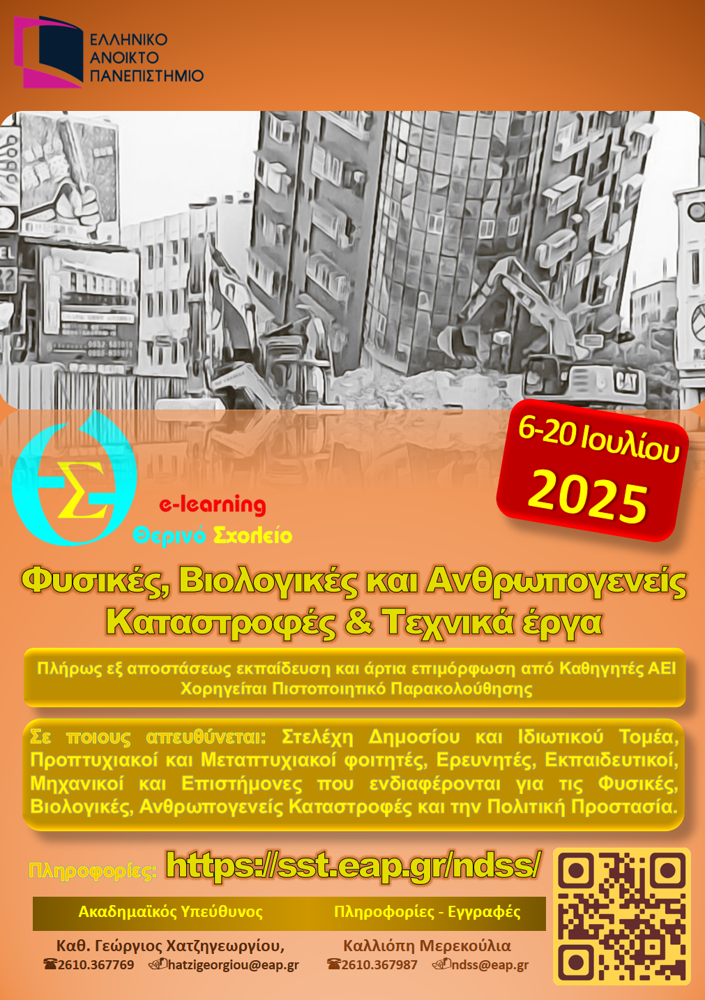 ΕΛΛΗΝΙΚΟ
ΑΝΟΙΚΤΟ
ΠΑΝΕΠΙΣΤΗΜΙΟ
CAT
6-20 Ιουλίου
2025
ΘΣ
e-learning
Θερινό Σχολείο
Φυσικές, Βιολογικές και Ανθρωπογενείς
Καταστροφές & Τεχνικά έργα
Πλήρως εξ αποστάσεως εκπαίδευση και άρτια επιμόρφωση από Καθηγητές ΑΕΙ
Χορηγείται Πιστοποιητικό Παρακολούθησης
Σε ποιους απευθύνεται: Στελέχη Δημοσίου και Ιδιωτικού Τομέα,
Προπτυχιακοί και Μεταπτυχιακοί φοιτητές, Ερευνητές, Εκπαιδευτικοί,
Μηχανικοί και Επιστήμονες που ενδιαφέρονται για τις Φυσικές,
Βιολογικές, Ανθρωπογενείς Καταστροφές και την Πολιτική Προστασία.
Πληροφορίες: https://sst.eap.gr/ndss/
Ακαδημαϊκός Υπεύθυνος Πληροφορίες - Εγγραφές
Καθ. Γεώργιος Χατζηγεωργίου, Καλλιόπη Μερεκούλια
☎2610.367769 hatzigeorgiou@eap.gr ☎2610.367987 ndss@eap.gr